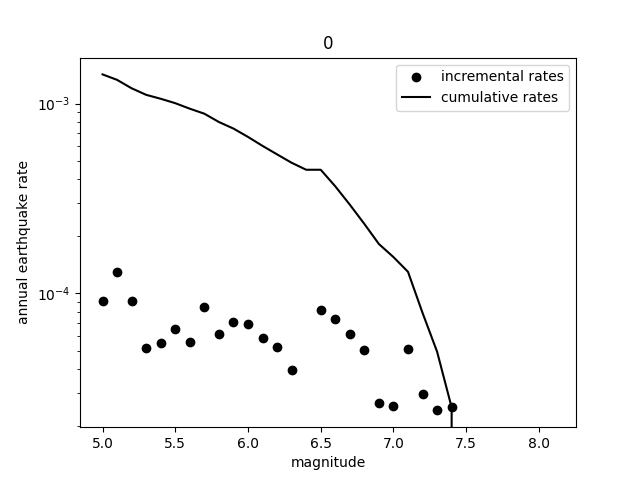 0
incremental rates
cumulative rates
annual earthquake rate
10⁻³
10⁻⁴
5.0 5.5 6.0 6.5 7.0 7.5 8.0
magnitude